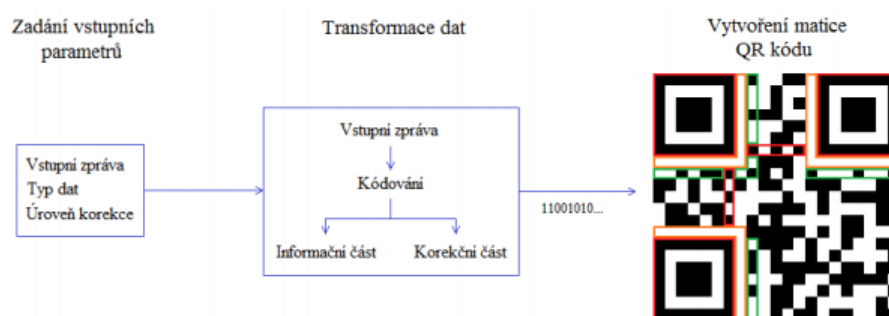 Zadání vstupních
parametrů
Transformace dat
Vytvoření matice
QR kódu
Vstupní zpráva
Typ dat
Úroveň korekce
Vstupní zpráva
Kódování
Informační část
Korekční část
11001010...